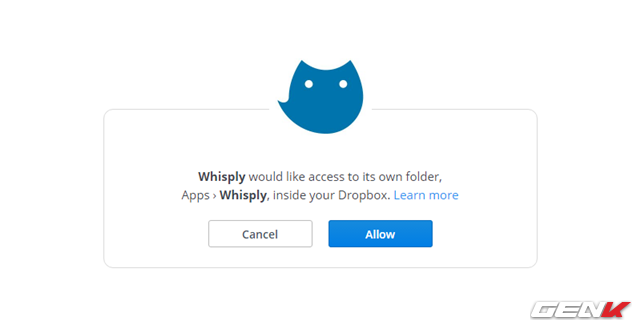 Whisply would like access to its own folder,
Apps › Whisply, inside your Dropbox. Learn more
Cancel Allow
GENK